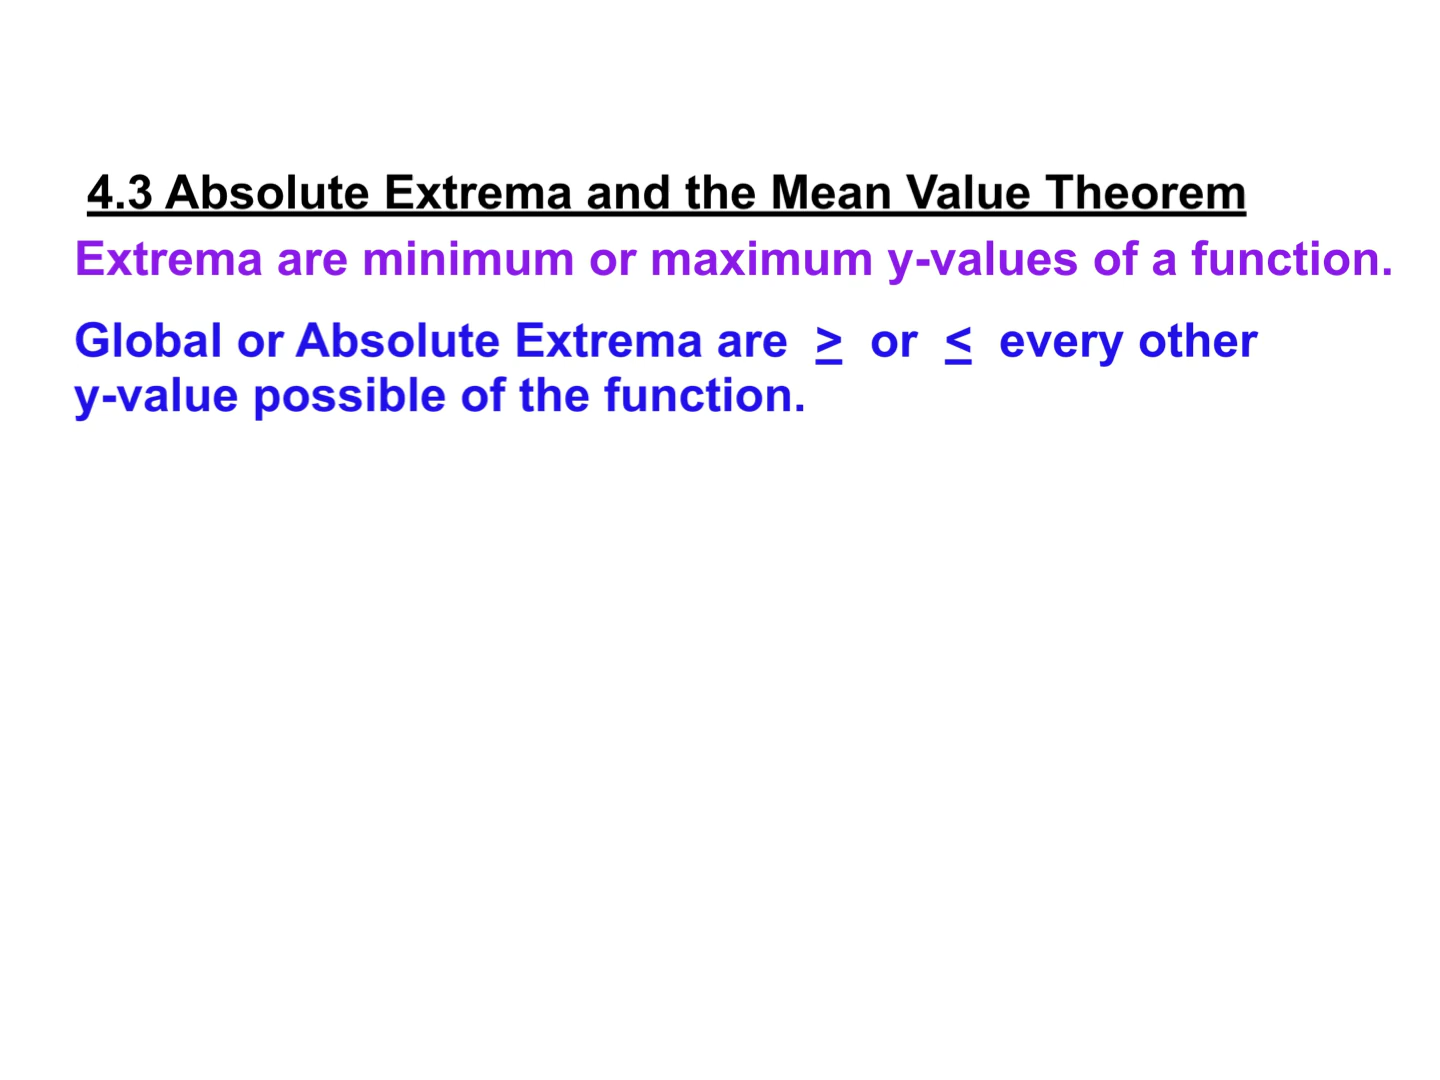 4.3 Absolute Extrema and the Mean Value Theorem
Extrema are minimum or maximum y-values of a function.
Global or Absolute Extrema are ≥ or ≤ every other
y-value possible of the function.